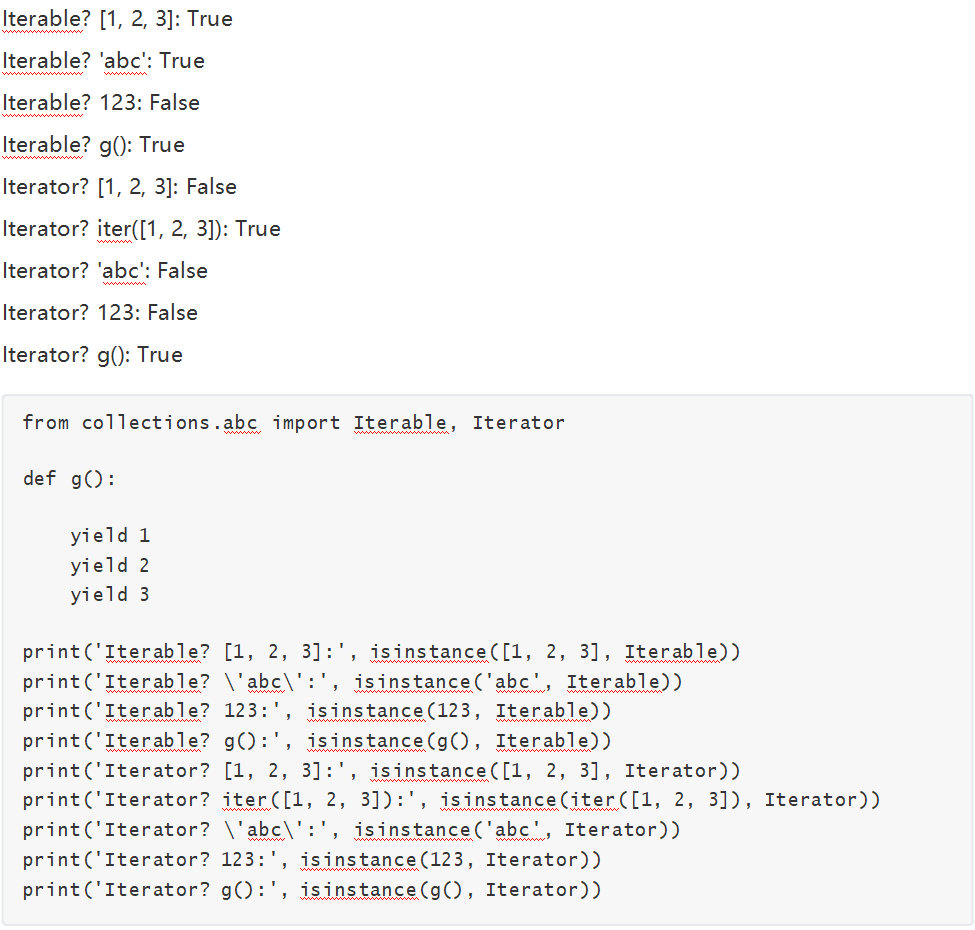 Iterable? [1, 2, 3]: True
Iterable? 'abc': True
Iterable? 123: False
Iterable? g(): True
Iterator? [1, 2, 3]: False
Iterator? iter([1, 2, 3]): True
Iterator? 'abc': False
Iterator? 123: False
Iterator? g(): True
from collections.abc import Iterable, Iterator
def g():
    yield 1
    yield 2
    yield 3
print('Iterable? [1, 2, 3]:', isinstance([1, 2, 3], Iterable))
print('Iterable? \'abc\':', isinstance('abc', Iterable))
print('Iterable? 123:', isinstance(123, Iterable))
print('Iterable? g():', isinstance(g(), Iterable))
print('Iterator? [1, 2, 3]:', isinstance([1, 2, 3], Iterator))
print('Iterator? iter([1, 2, 3]):', isinstance(iter([1, 2, 3]), Iterator))
print('Iterator? \'abc\':', isinstance('abc', Iterator))
print('Iterator? 123:', isinstance(123, Iterator))
print('Iterator? g():', isinstance(g(), Iterator))